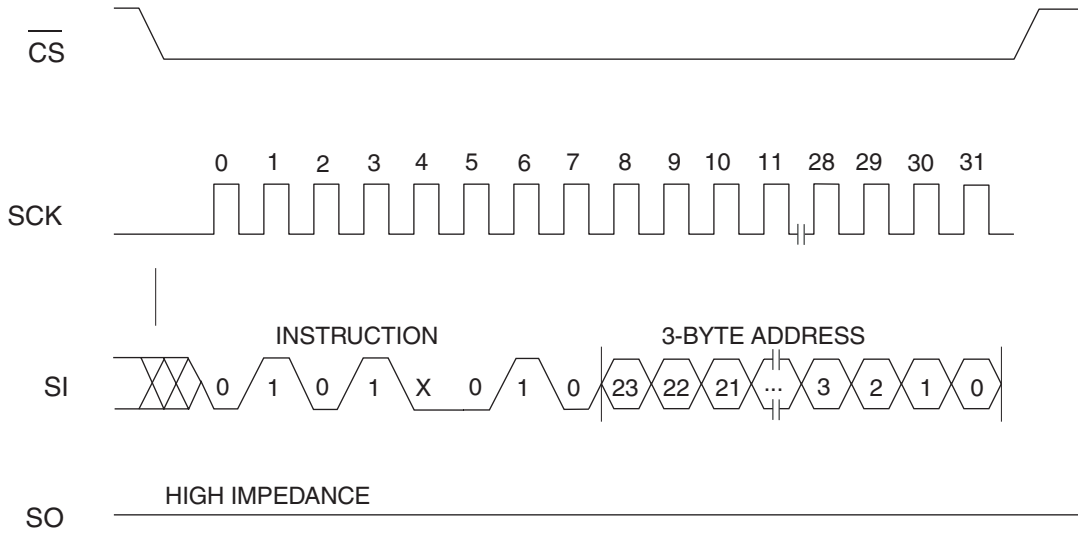 CS
0 1 2 3 4 5 6 7 8 9 10 11 28 29 30 31
SCK
INSTRUCTION 3-BYTE ADDRESS
SI 0 1 0 1 X 0 1 0 23 22 21 ... 3 2 1 0
HIGH IMPEDANCE
SO